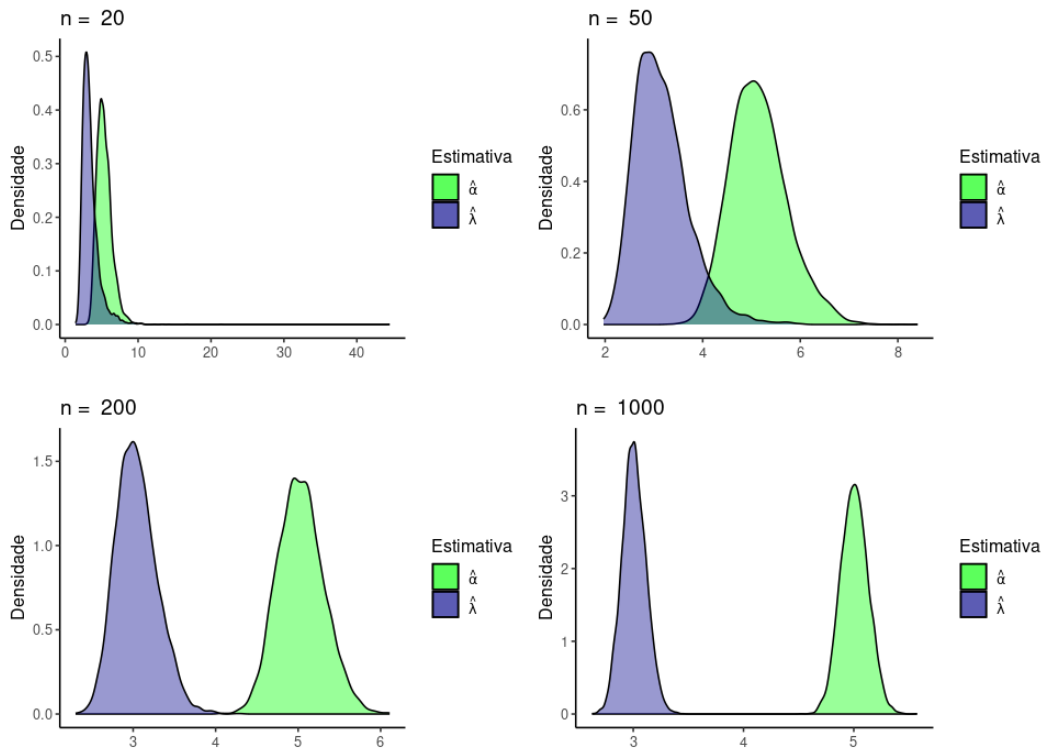 n = 20
Densidade
0.5
0.4
0.3
0.2
0.1
0.0
0 10 20 30 40
Estimativa
α̂
λ̂
n = 50
Densidade
0.6
0.4
0.2
0.0
2 4 6 8
Estimativa
α̂
λ̂
n = 200
Densidade
1.5
1.0
0.5
0.0
3 4 5 6
Estimativa
α̂
λ̂
n = 1000
Densidade
3
2
1
0
3 4 5
Estimativa
α̂
λ̂